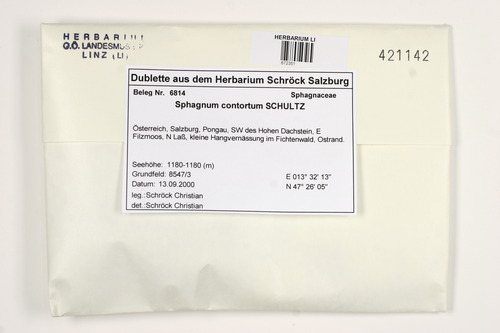 HERBARIUM
O.Ö. LANDESMUS
LINZ (LI)
HERBARIUM LI
421142
Dublette aus dem Herbarium Schröck Salzburg
Beleg Nr. 6814 Sphagnaceae
Sphagnum contortum SCHULTZ
Österreich, Salzburg, Pongau, SW des Hohen Dachstein, E
Filzmoos, N Laß, kleine Hangvernässung im Fichtenwald, Ostrand.
Seehöhe: 1180-1180 (m)
Grundfeld: 8547/3 E 013° 32' 13"
Datum: 13.09.2000 N 47° 26' 05"
leg.:Schröck Christian
det.:Schröck Christian